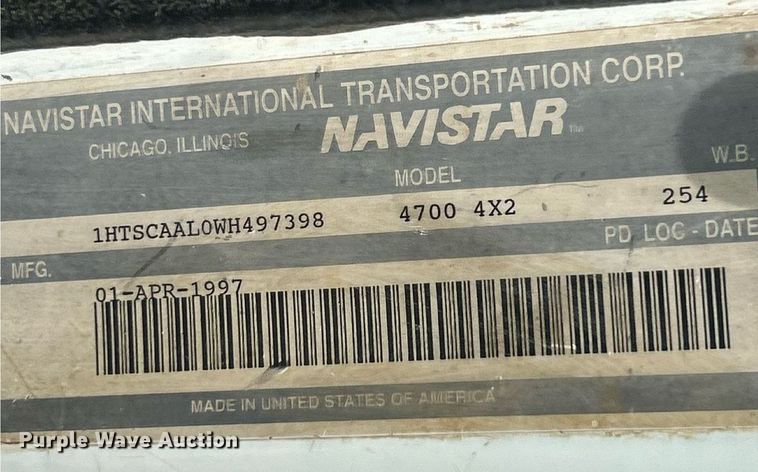 NAVISTAR INTERNATIONAL TRANSPORTATION CORP.
CHICAGO, ILLINOIS NAVISTAR TM
MODEL W.B.
1HTSCAAL0WH497398 4700 4X2 254
MFG. PD. LOC - DATE
01-APR-1997
MADE IN UNITED STATES OF AMERICA
Purple Wave Auction